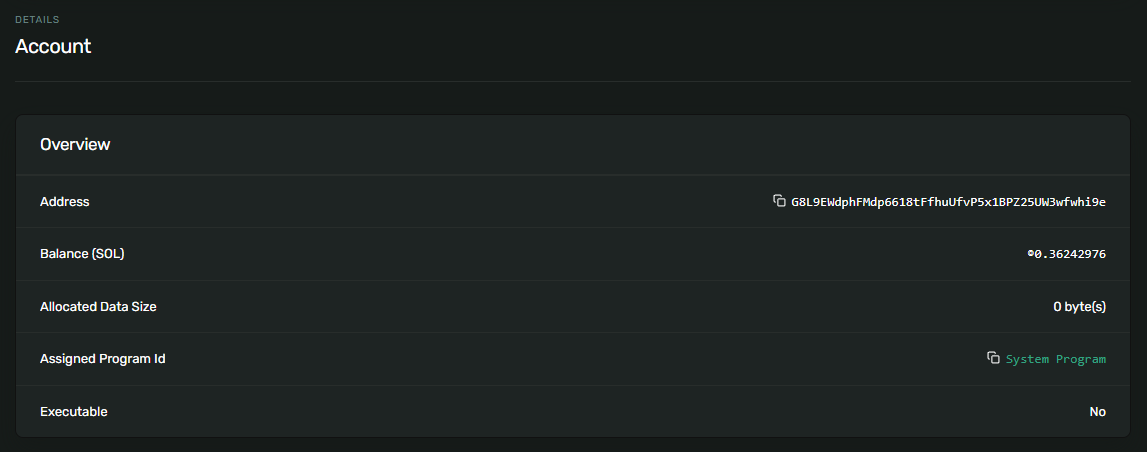 DETAILS
Account
Overview
Address G8L9EWdphFMdp6618tFfhuUfvP5x1BPZ25UW3wfwhi9e
Balance (SOL) ◎0.36242976
Allocated Data Size 0 byte(s)
Assigned Program Id System Program
Executable No